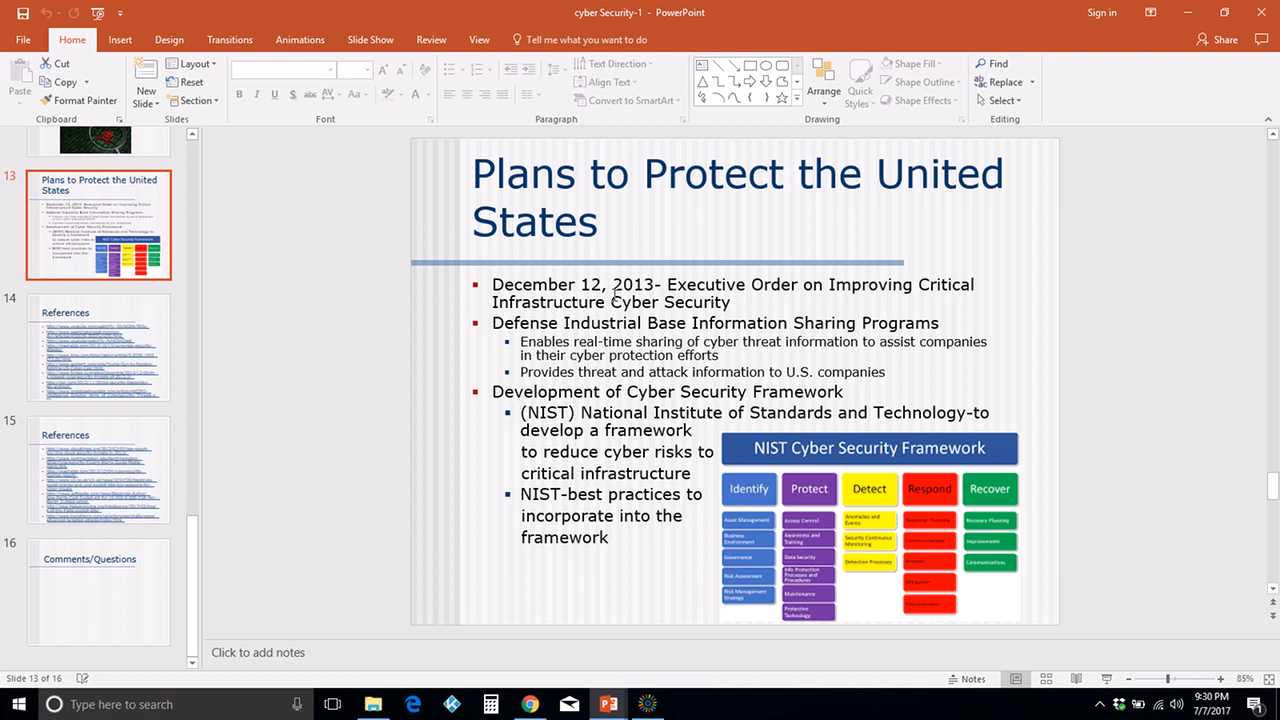 cyber Security-1 - PowerPoint
Sign in
File Home Insert Design Transitions Animations Slide Show Review View Tell me what you want to do
Share
Paste
Cut
Copy
Format Painter
Clipboard
New Slide
Layout
Reset
Section
Slides
Font
Text Direction
Align Text
Convert to SmartArt
Paragraph
Arrange
Quick Styles
Shape Fill
Shape Outline
Shape Effects
Drawing
Find
Replace
Select
Editing
13
Plans to Protect the United
States
14
References
15
References
16
omments/Questions
Plans to Protect the United
States
December 12, 2013- Executive Order on Improving Critical
Infrastructure Cyber Security
Defense Industrial Base Information Sharing Programs
Enables real-time sharing of cyber threat information to assist companies
in their cyber protection efforts
Provides threat and attack information to U.S. companies
Development of Cyber Security Framework
(NIST) National Institute of Standards and Technology-to
develop a framework
to reduce cyber risks to
critical infrastructure
NIST-best practices to
incorporate into the
framework
NIST Cyber Security Framework
Identify Protect Detect Respond Recover
Asset Management
Business Environment
Governance
Risk Assessment
Risk Management Strategy
Access Control
Awareness and Training
Data Security
Info Protection Processes and Procedures
Maintenance
Protective Technology
Anomalies and Events
Security Continuous Monitoring
Detection Processes
Response Planning
Communications
Analysis
Mitigation
Improvements
Recovery Planning
Improvements
Communications
Click to add notes
Slide 13 of 16
Notes
85%
Type here to search
9:30 PM
7/7/2017